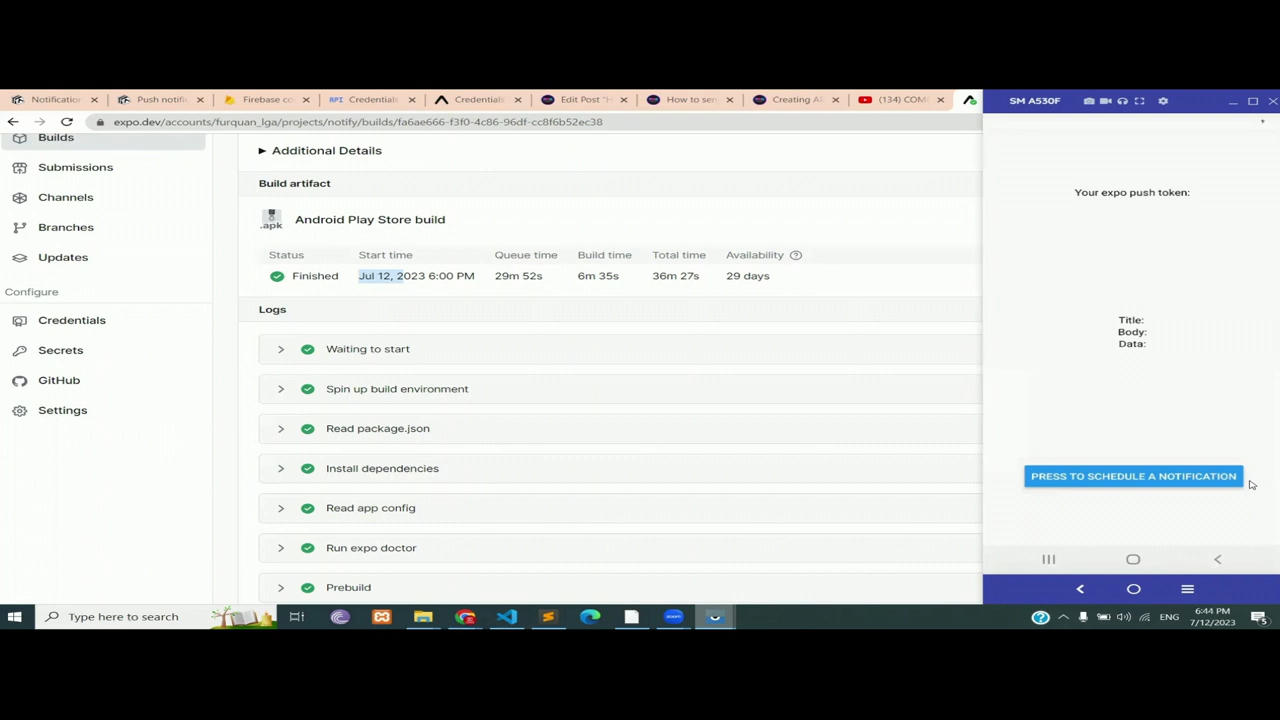 Notification
Push notifi
Firebase co
API Credentials
Credentials
Edit Post "H
How to sen
Creating A
(134) COM
expo.dev/accounts/furquan_lga/projects/notify/builds/fa6ae666-f3f0-4c86-96df-cc8f6b52ec38
Builds
Submissions
Channels
Branches
Updates
Configure
Credentials
Secrets
GitHub
Settings
Additional Details
Build artifact
.apk
Android Play Store build
Status Start time Queue time Build time Total time Availability
Finished Jul 12, 2023 6:00 PM 29m 52s 6m 35s 36m 27s 29 days
Logs
Waiting to start
Spin up build environment
Read package.json
Install dependencies
Read app config
Run expo doctor
Prebuild
SM A530F
Your expo push token:
Title:
Body:
Data:
PRESS TO SCHEDULE A NOTIFICATION
Type here to search
zoom
ENG
6:44 PM
7/12/2023
5